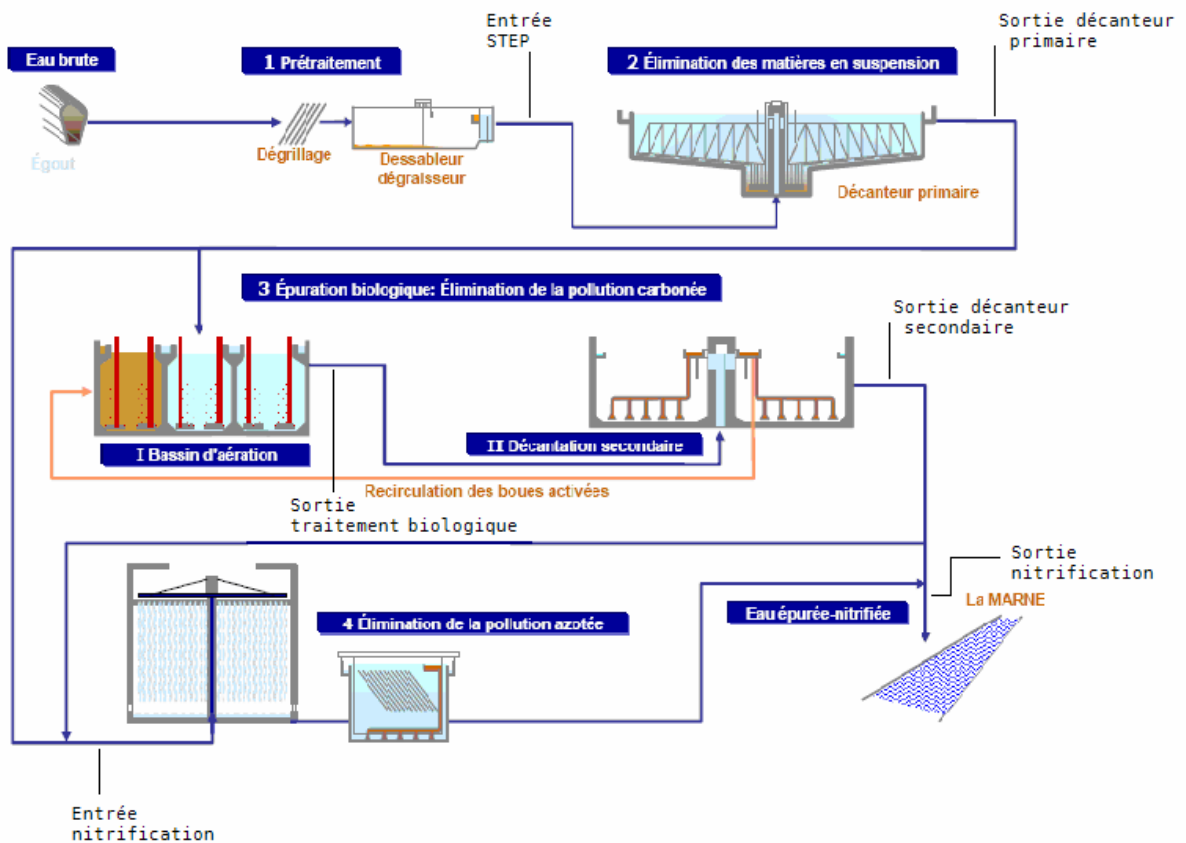 Entrée
STEP
Sortie décanteur
primaire
Eau brute
1 Prétraitement
2 Élimination des matières en suspension
Égout
Dégrillage
Dessableur
dégraisseur
Décanteur primaire
3 Épuration biologique: Élimination de la pollution carbonée
Sortie décanteur
secondaire
I Bassin d'aération
II Décantation secondaire
Recirculation des boues activées
Sortie
traitement biologique
Sortie
nitrification
La MARNE
Eau épurée-nitrifiée
4 Élimination de la pollution azotée
Entrée
nitrification